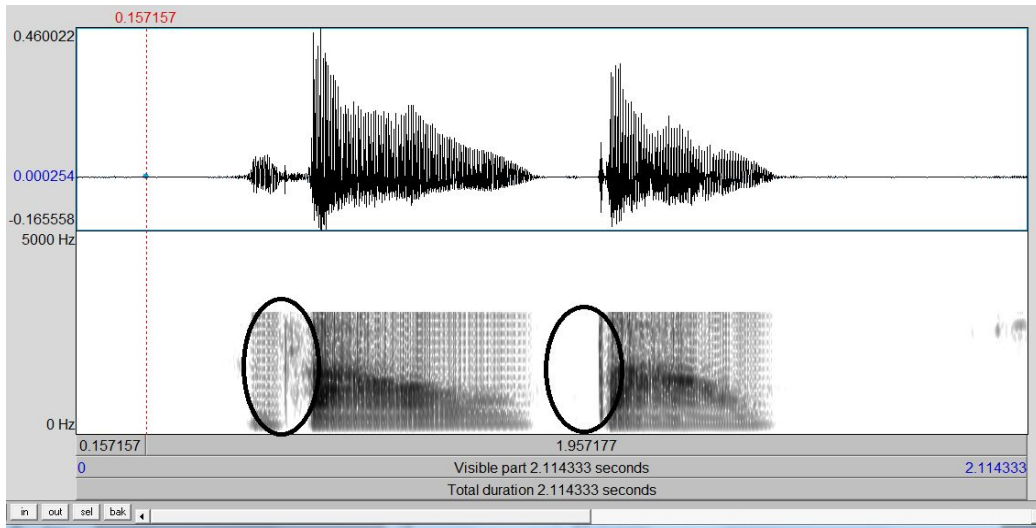 0.157157
0.460022
0.000254
-0.165558
5000 Hz
0 Hz
0.157157 1.957177
0 Visible part 2.114333 seconds 2.114333
Total duration 2.114333 seconds
in out sel bak